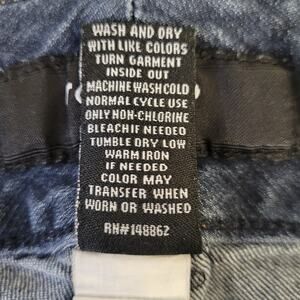 WASH AND DRY
WITH LIKE COLORS
TURN GARMENT
INSIDE OUT
MACHINE WASH COLD
NORMAL CYCLE USE
ONLY NON-CHLORINE
BLEACH IF NEEDED
TUMBLE DRY LOW
WARM IRON
IF NEEDED
COLOR MAY
TRANSFER WHEN
WORN OR WASHED
RN#148862